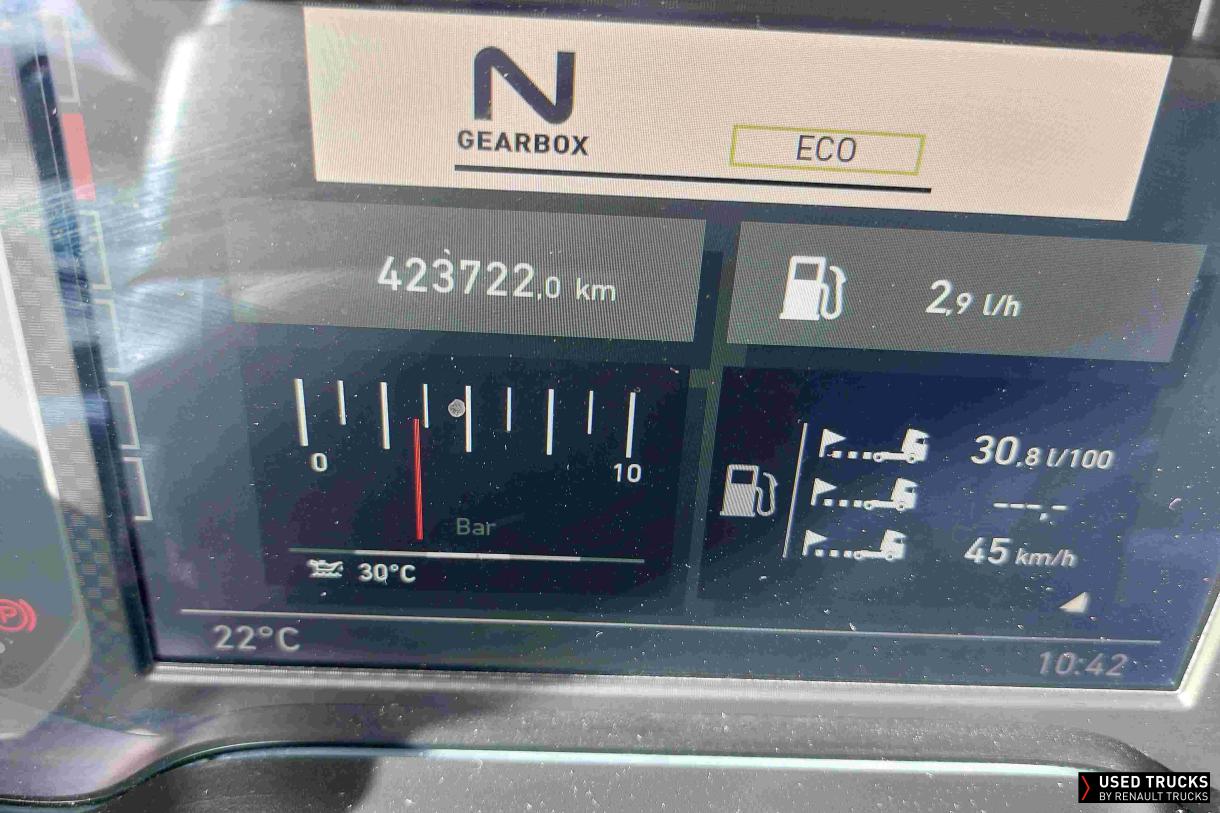 N
GEARBOX
ECO
423722,0 km
2,9 l/h
0
10
Bar
30°C
30,8 l/100
---,-
45 km/h
22°C
10:42
P
USED TRUCKS
BY RENAULT TRUCKS